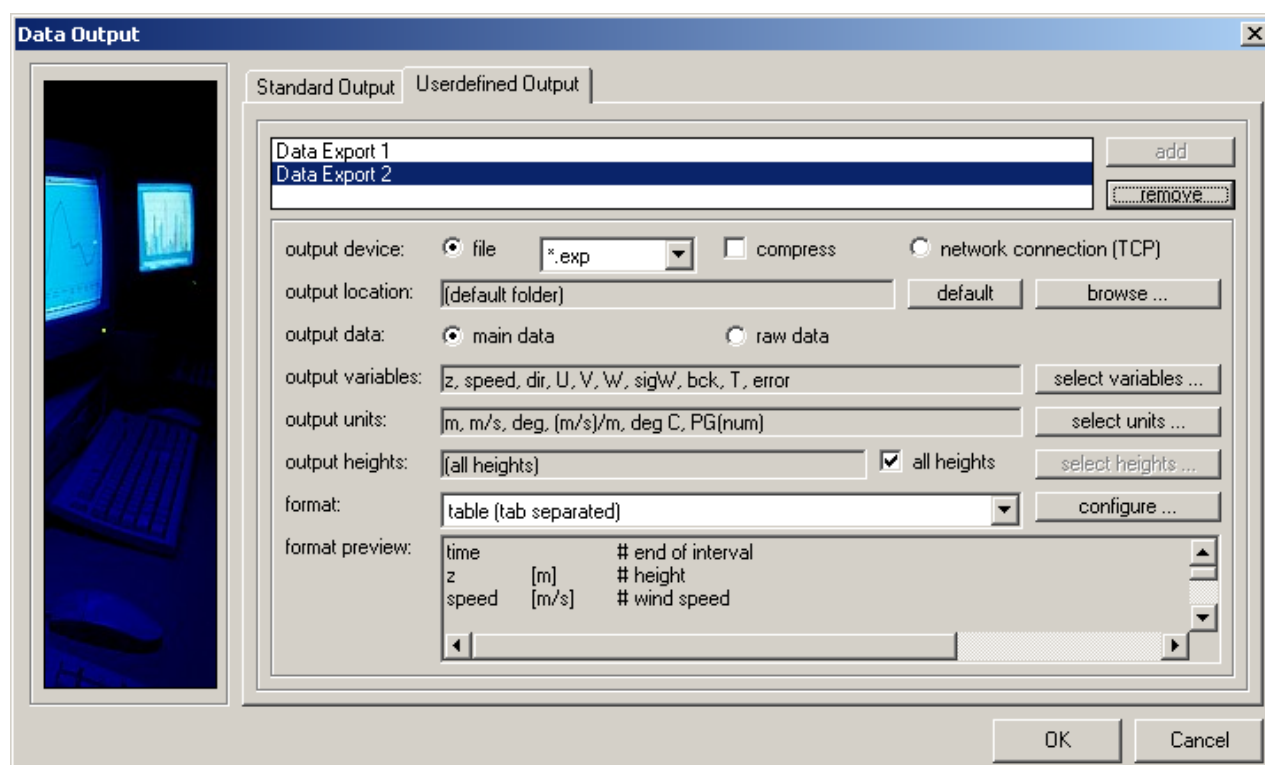 Data Output
Standard Output Userdefined Output
Data Export 1 add
Data Export 2
remove
output device: file *.exp compress network connection (TCP)
output location: (default folder) default browse ...
output data: main data raw data
output variables: z, speed, dir, U, V, W, sigW, bck, T, error select variables ...
output units: m, m/s, deg, (m/s)/m, deg C, PG(num) select units ...
output heights: (all heights) all heights select heights ...
format: table (tab separated) configure ...
format preview: time # end of interval
z [m] # height
speed [m/s] # wind speed
OK Cancel